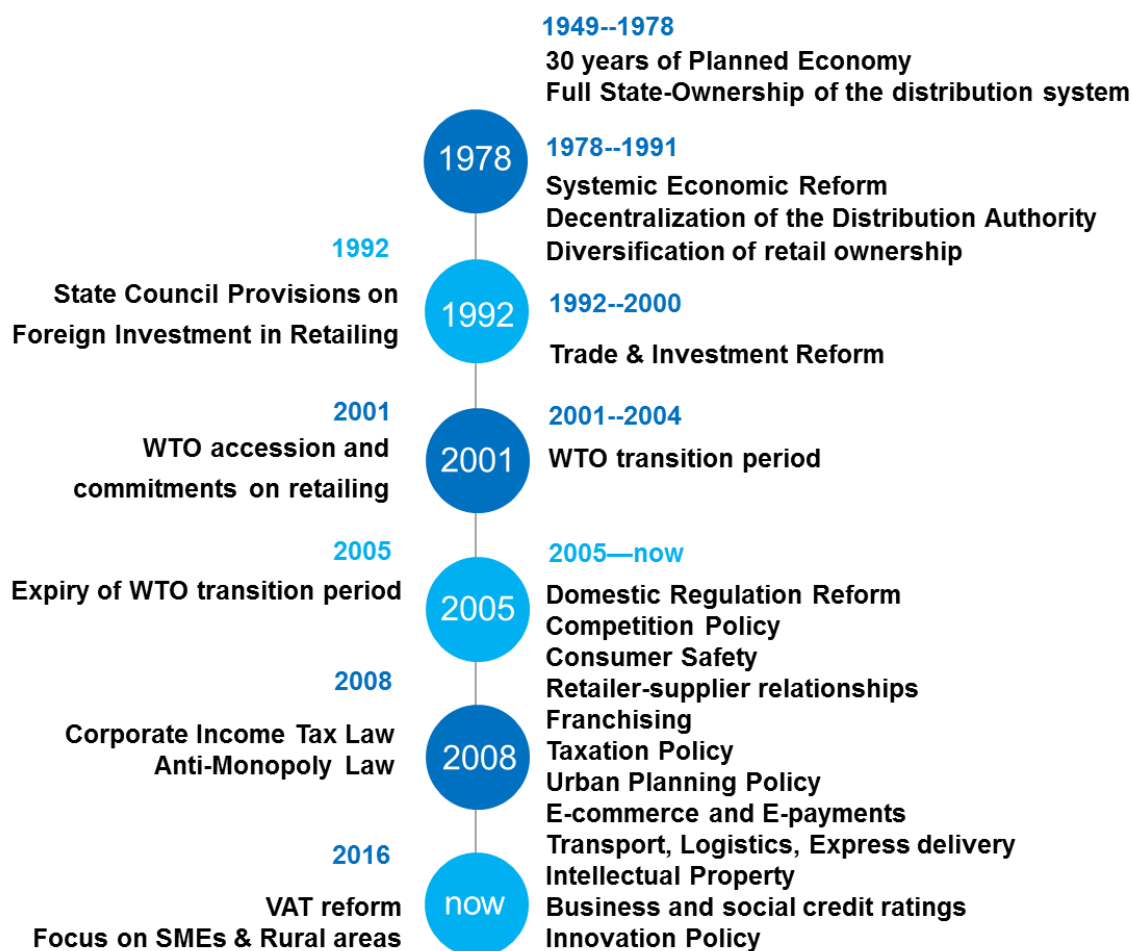 1949--1978
30 years of Planned Economy
Full State-Ownership of the distribution system
1978
1978--1991
Systemic Economic Reform
Decentralization of the Distribution Authority
Diversification of retail ownership
1992
State Council Provisions on
Foreign Investment in Retailing
1992
1992--2000
Trade & Investment Reform
2001
WTO accession and
commitments on retailing
2001
2001--2004
WTO transition period
2005
Expiry of WTO transition period
2005
2005—now
Domestic Regulation Reform
Competition Policy
Consumer Safety
Retailer-supplier relationships
Franchising
Taxation Policy
Urban Planning Policy
E-commerce and E-payments
Transport, Logistics, Express delivery
Intellectual Property
Business and social credit ratings
Innovation Policy
2008
Corporate Income Tax Law
Anti-Monopoly Law
2008
2016
VAT reform
Focus on SMEs & Rural areas
now